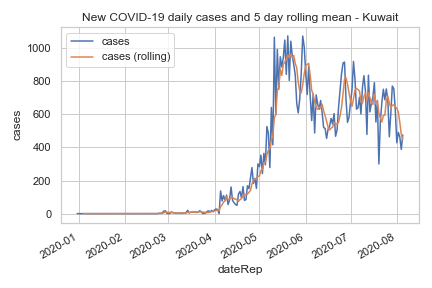 New COVID-19 daily cases and 5 day rolling mean - Kuwait
cases
cases (rolling)
1000
800
600
400
200
0
cases
2020-01
2020-02
2020-03
2020-04
2020-05
2020-06
2020-07
2020-08
dateRep